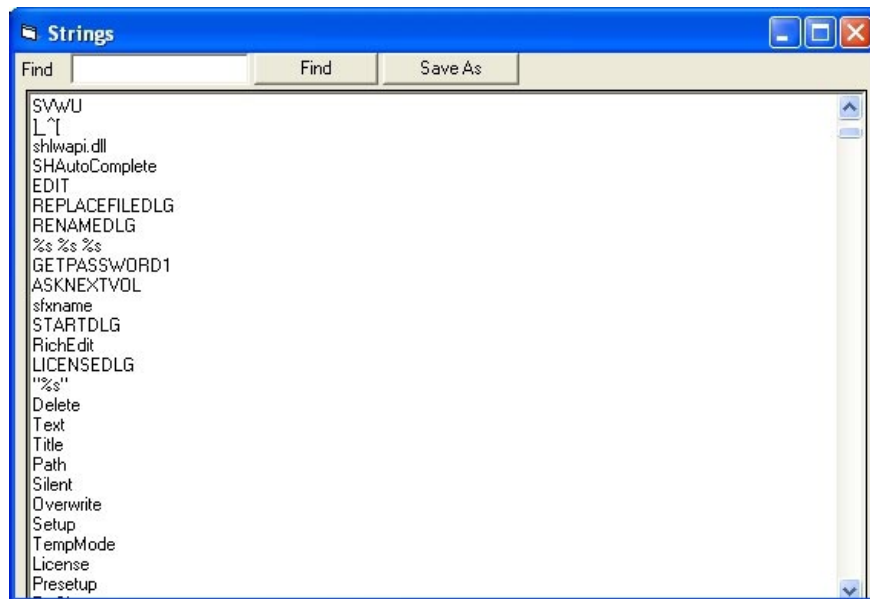 Strings
Find Find Save As
SVWU
]_^[
shlwapi.dll
SHAutoComplete
EDIT
REPLACEFILEDLG
RENAMEDLG
%s %s %s
GETPASSWORD1
ASKNEXTVOL
sfxname
STARTDLG
RichEdit
LICENSEDLG
"%s"
Delete
Text
Title
Path
Silent
Overwrite
Setup
TempMode
License
Presetup